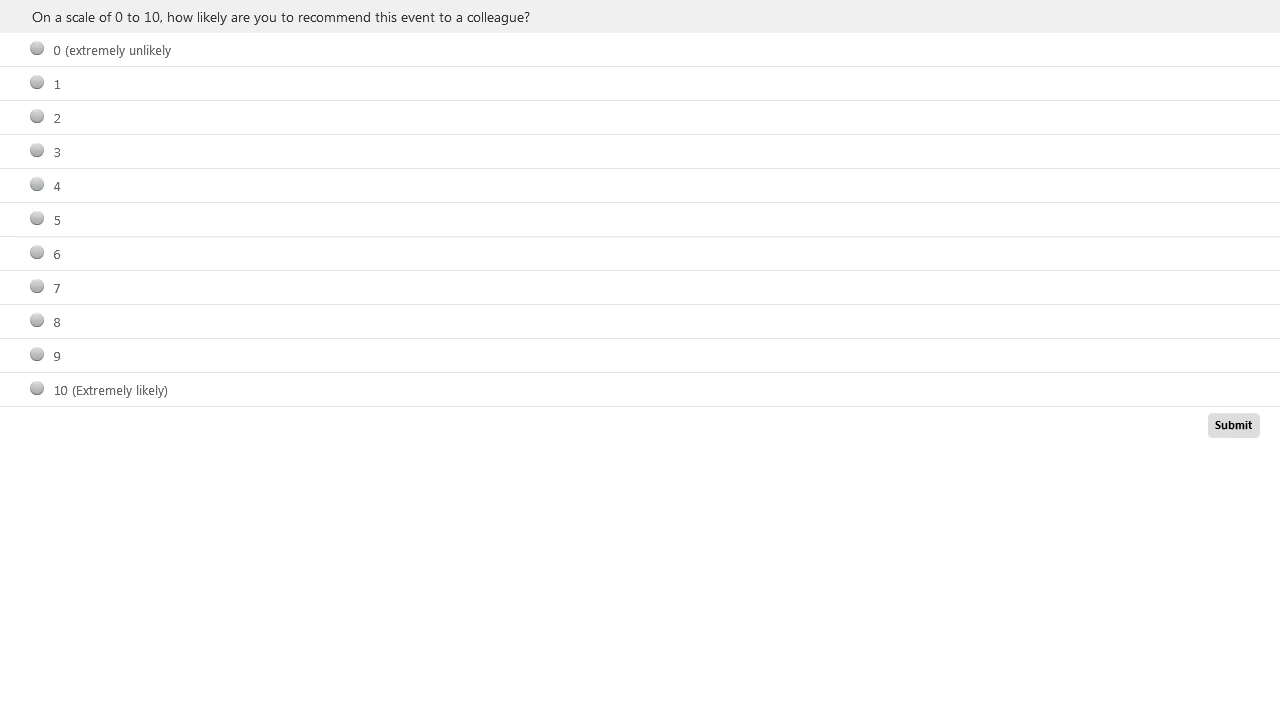 On a scale of 0 to 10, how likely are you to recommend this event to a colleague?
0 (extremely unlikely
1
2
3
4
5
6
7
8
9
10 (Extremely likely)
Submit